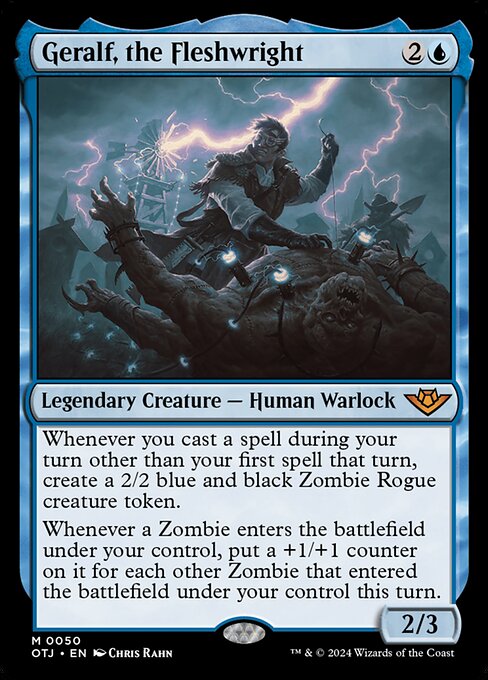 Geralf, the Fleshwright
2
Legendary Creature — Human Warlock
Whenever you cast a spell during your
turn other than your first spell that turn,
create a 2/2 blue and black Zombie Rogue
creature token.
Whenever a Zombie enters the battlefield
under your control, put a +1/+1 counter
on it for each other Zombie that entered
the battlefield under your control this turn.
2/3
M 0050
OTJ • EN Chris Rahn
™ & © 2024 Wizards of the Coast